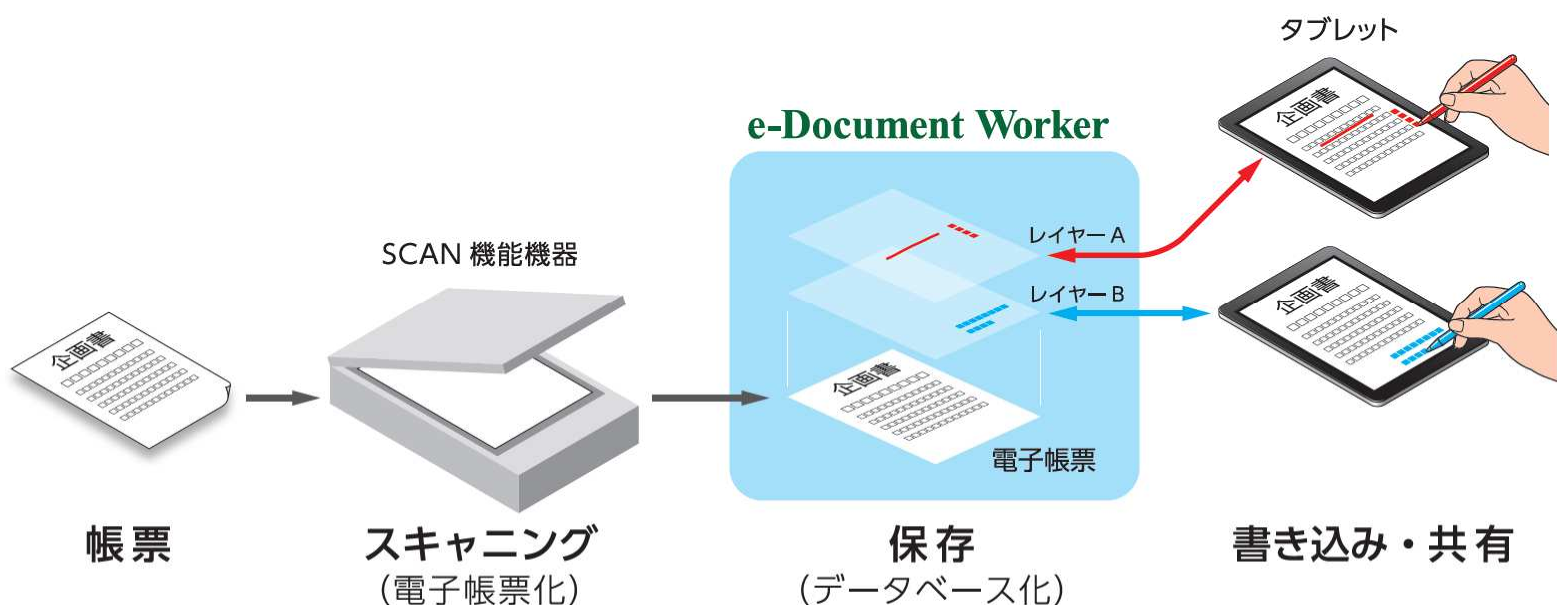 タブレット
企画書
e-Document Worker
レイヤー A
SCAN 機能機器
レイヤー B
企画書
企画書
企画書
電子帳票
帳票
スキャニング
（電子帳票化）
保存
（データベース化）
書き込み・共有